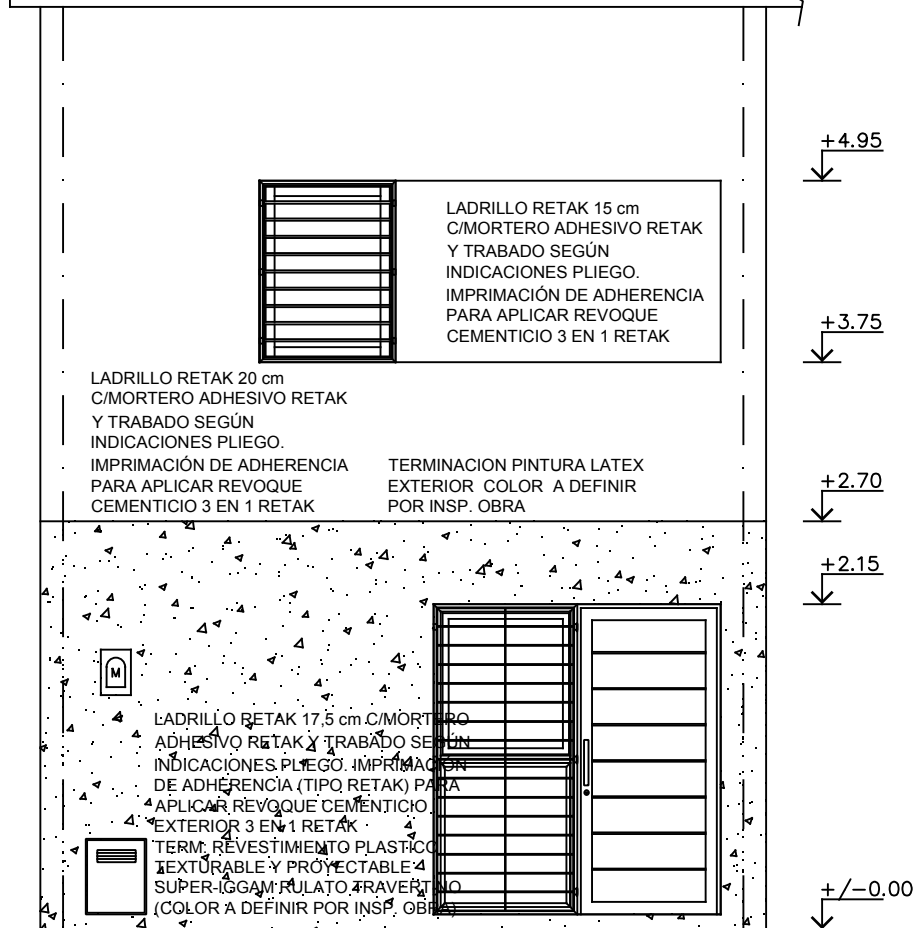 +4.95
LADRILLO RETAK 15 cm
C/MORTERO ADHESIVO RETAK
Y TRABADO SEGÚN
INDICACIONES PLIEGO.
IMPRIMACIÓN DE ADHERENCIA
PARA APLICAR REVOQUE
CEMENTICIO 3 EN 1 RETAK
+3.75
LADRILLO RETAK 20 cm
C/MORTERO ADHESIVO RETAK
Y TRABADO SEGÚN
INDICACIONES PLIEGO.
IMPRIMACIÓN DE ADHERENCIA
PARA APLICAR REVOQUE
CEMENTICIO 3 EN 1 RETAK
TERMINACION PINTURA LATEX
EXTERIOR COLOR A DEFINIR
POR INSP. OBRA
+2.70
+2.15
M
LADRILLO RETAK 17,5 cm C/MORTERO
ADHESIVO RETAK Y TRABADO SEGÚN
INDICACIONES PLIEGO. IMPRIMACIÓN
DE ADHERENCIA (TIPO RETAK) PARA
APLICAR REVOQUE CEMENTICIO
EXTERIOR 3 EN 1 RETAK
TERM. REVESTIMIENTO PLASTICO
TEXTURABLE Y PROYECTABLE
SUPER-IGGAM RULATO TRAVERTINO
(COLOR A DEFINIR POR INSP. OBRA)
+/-0.00